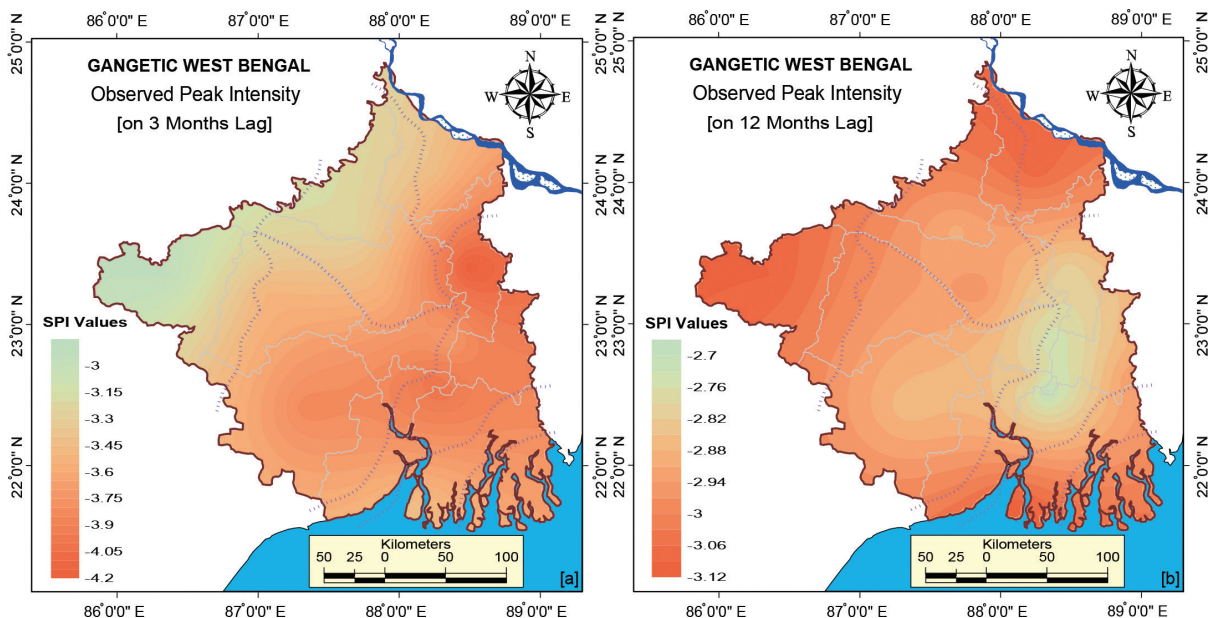 86°0'0" E 87°0'0" E 88°0'0" E 89°0'0" E
25°0'0" N
24°0'0" N
23°0'0" N
22°0'0" N
GANGETIC WEST BENGAL
Observed Peak Intensity
[on 3 Months Lag]
N
W E
S
SPI Values
-3
-3.15
-3.3
-3.45
-3.6
-3.75
-3.9
-4.05
-4.2
Kilometers
50 25 0 50 100
[a]
86°0'0" E 87°0'0" E 88°0'0" E 89°0'0" E
86°0'0" E 87°0'0" E 88°0'0" E 89°0'0" E
25°0'0" N
24°0'0" N
23°0'0" N
22°0'0" N
GANGETIC WEST BENGAL
Observed Peak Intensity
[on 12 Months Lag]
N
W E
S
SPI Values
-2.7
-2.76
-2.82
-2.88
-2.94
-3
-3.06
-3.12
Kilometers
50 25 0 50 100
[b]
25°0'0" N
24°0'0" N
23°0'0" N
22°0'0" N
86°0'0" E 87°0'0" E 88°0'0" E 89°0'0" E